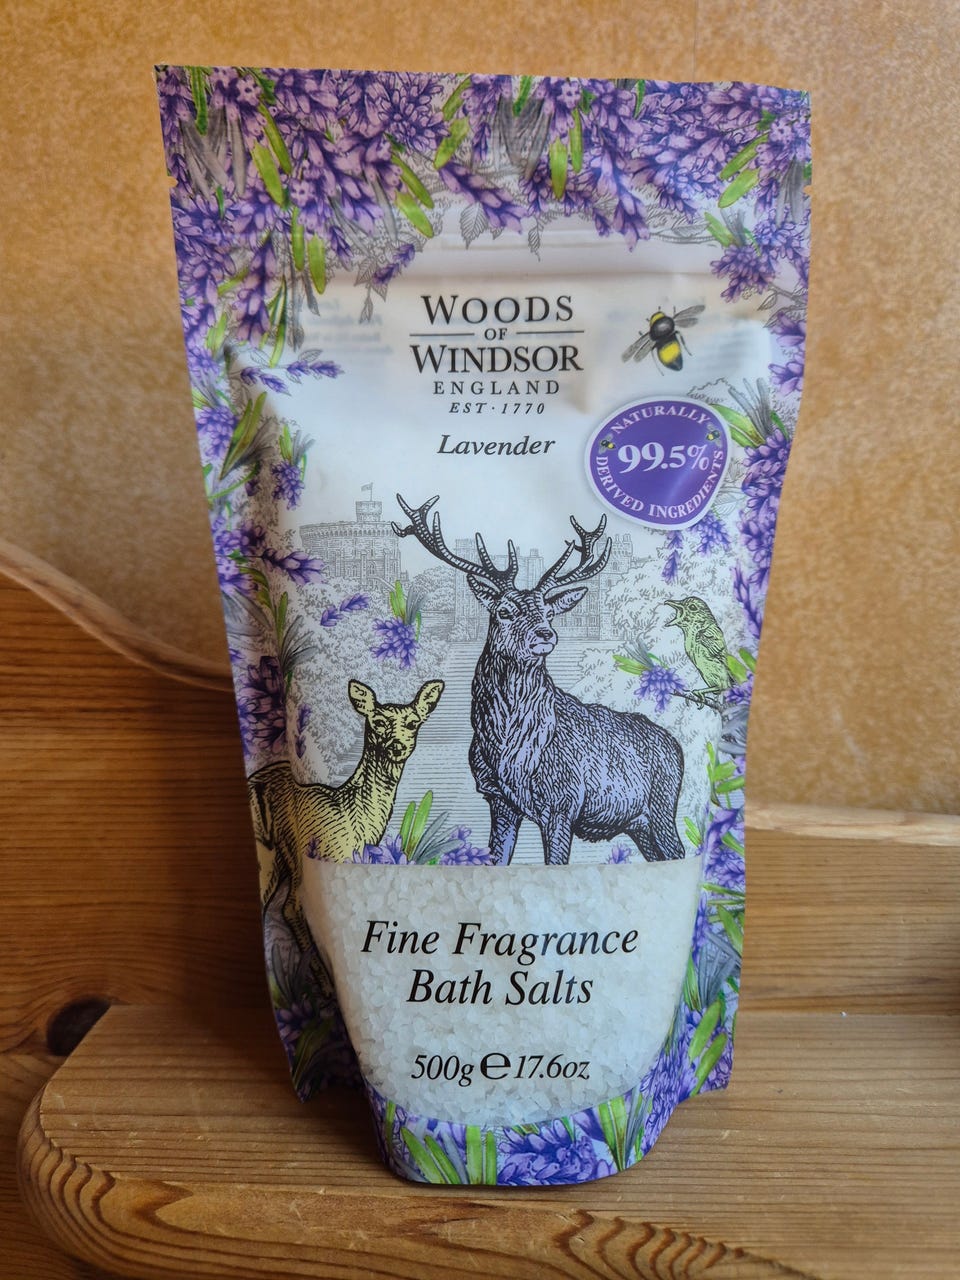 WOODS
OF
WINDSOR
ENGLAND
EST · 1770
Lavender
NATURALLY
99.5%
DERIVED INGREDIENTS
Fine Fragrance
Bath Salts
500g ℮ 17.6oz